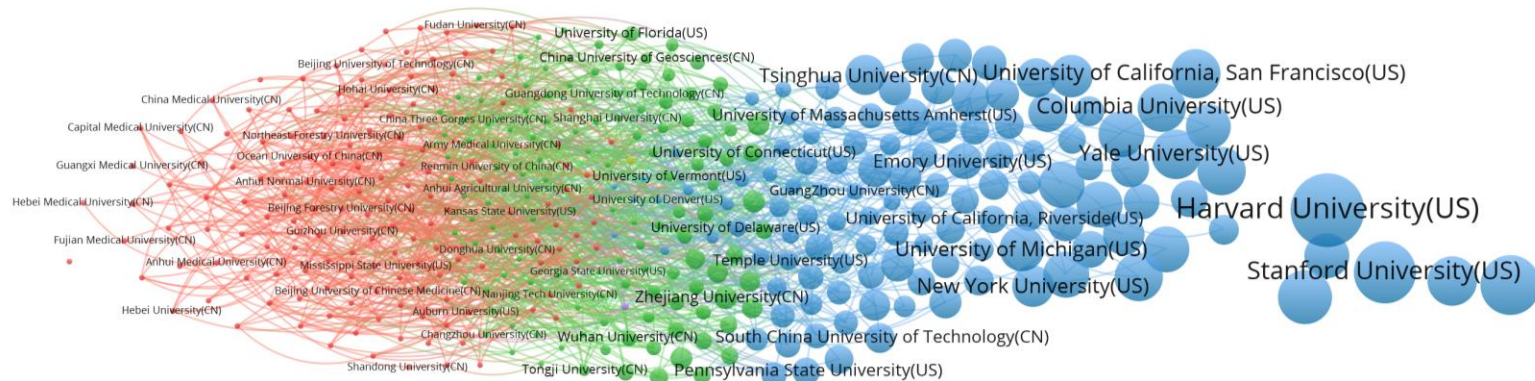 Fudan University(CN)
University of Florida(US)
China University of Geosciences(CN)
Beijing University of Technology(CN)
Tsinghua University(CN)
University of California, San Francisco(US)
Hohai University(CN)
Guangdong University of Technology(CN)
China Medical University(CN)
Columbia University(US)
China Three Gorges University(CN)
Shanghai University(CN)
University of Massachusetts Amherst(US)
Capital Medical University(CN)
Northeast Forestry University(CN)
Army Medical University(CN)
University of Connecticut(US)
Yale University(US)
Ocean University of China(CN)
Emory University(US)
Guangxi Medical University(CN)
Renmin University of China(CN)
University of Vermont(US)
Anhui Normal University(CN)
Anhui Agricultural University(CN)
GuangZhou University(CN)
University of Denver(US)
Hebei Medical University(CN)
Beijing Forestry University(CN)
Kansas State University(US)
Harvard University(US)
University of California, Riverside(US)
Guizhou University(CN)
University of Delaware(US)
Fujian Medical University(CN)
Donghua University(CN)
University of Michigan(US)
Anhui Medical University(CN)
Mississippi State University(US)
Temple University(US)
Georgia State University(US)
Stanford University(US)
New York University(US)
Beijing University of Chinese Medicine(CN)
Nanjing Tech University(CN)
Zhejiang University(CN)
Hebei University(CN)
Auburn University(US)
Changzhou University(CN)
Wuhan University(CN)
South China University of Technology(CN)
Shandong University(CN)
Tongji University(CN)
Pennsylvania State University(US)